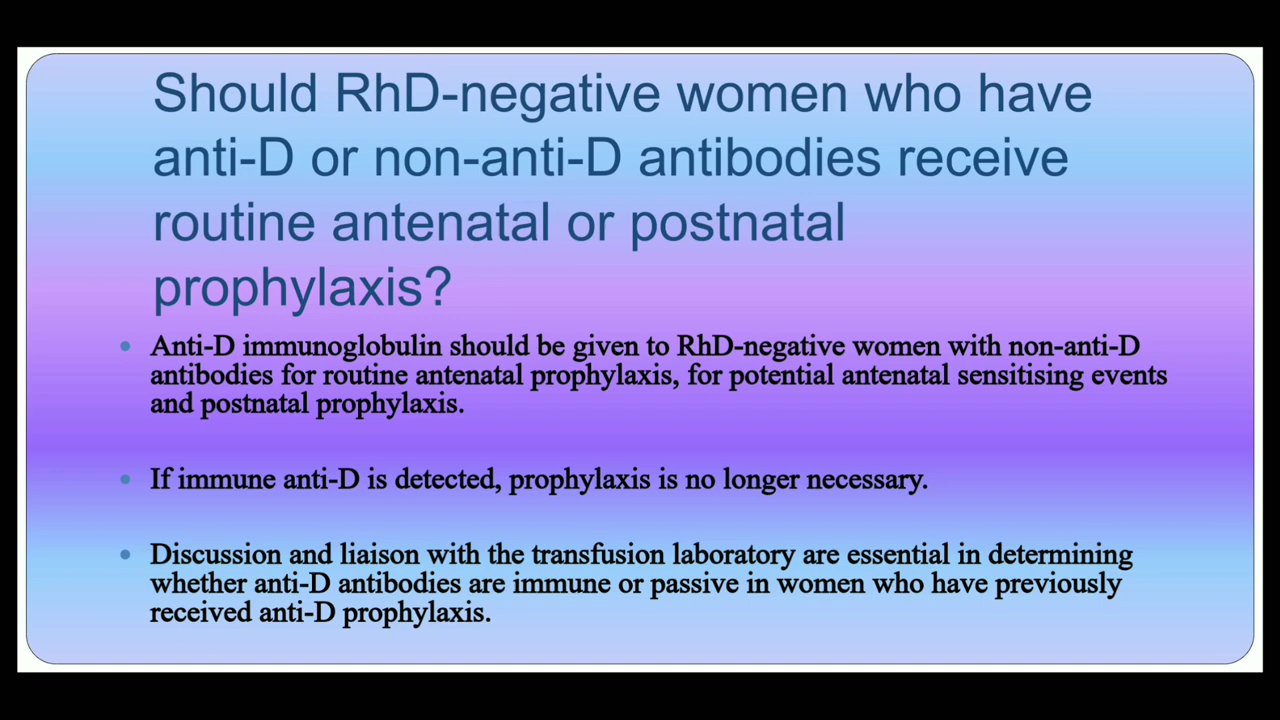 Should RhD-negative women who have
anti-D or non-anti-D antibodies receive
routine antenatal or postnatal
prophylaxis?
• Anti-D immunoglobulin should be given to RhD-negative women with non-anti-D
antibodies for routine antenatal prophylaxis, for potential antenatal sensitising events
and postnatal prophylaxis.
• If immune anti-D is detected, prophylaxis is no longer necessary.
• Discussion and liaison with the transfusion laboratory are essential in determining
whether anti-D antibodies are immune or passive in women who have previously
received anti-D prophylaxis.